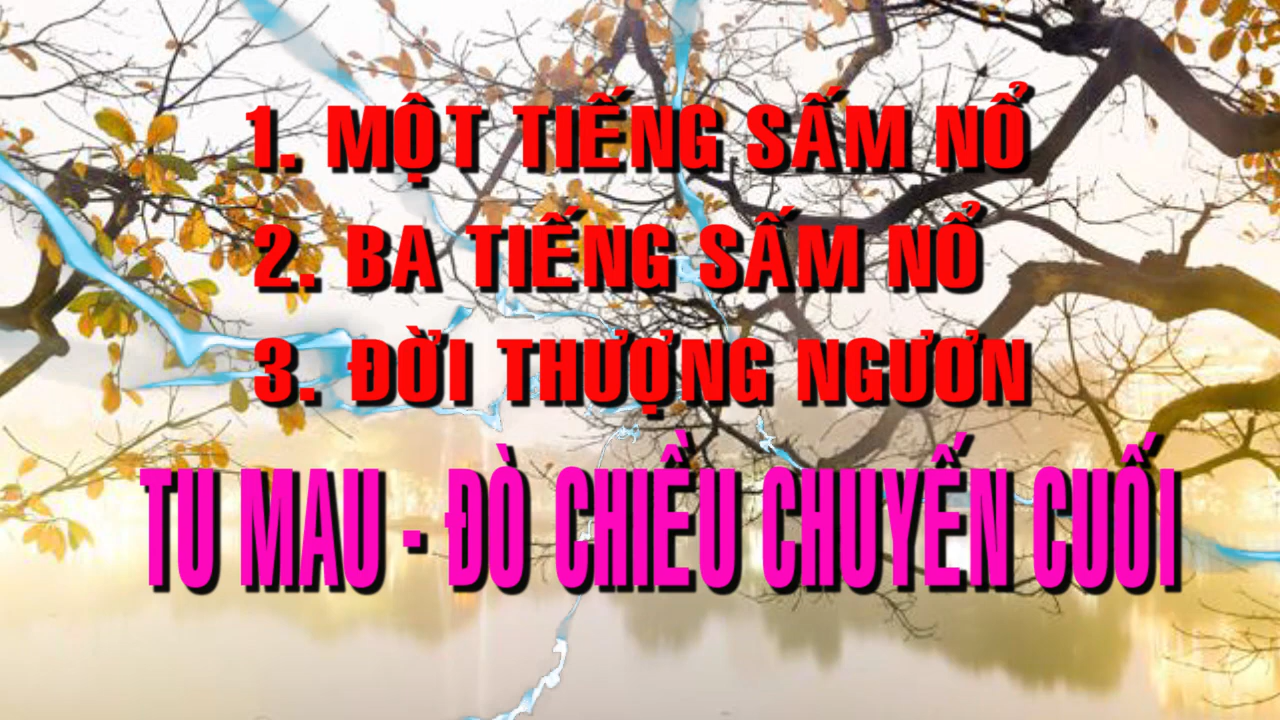 1. MỘT TIẾNG SẤM NỔ
2. BA TIẾNG SẤM NỔ
3. ĐỜI THƯỢNG NGƯƠN
TU MAU - ĐÒ CHIỀU CHUYẾN CUỐI